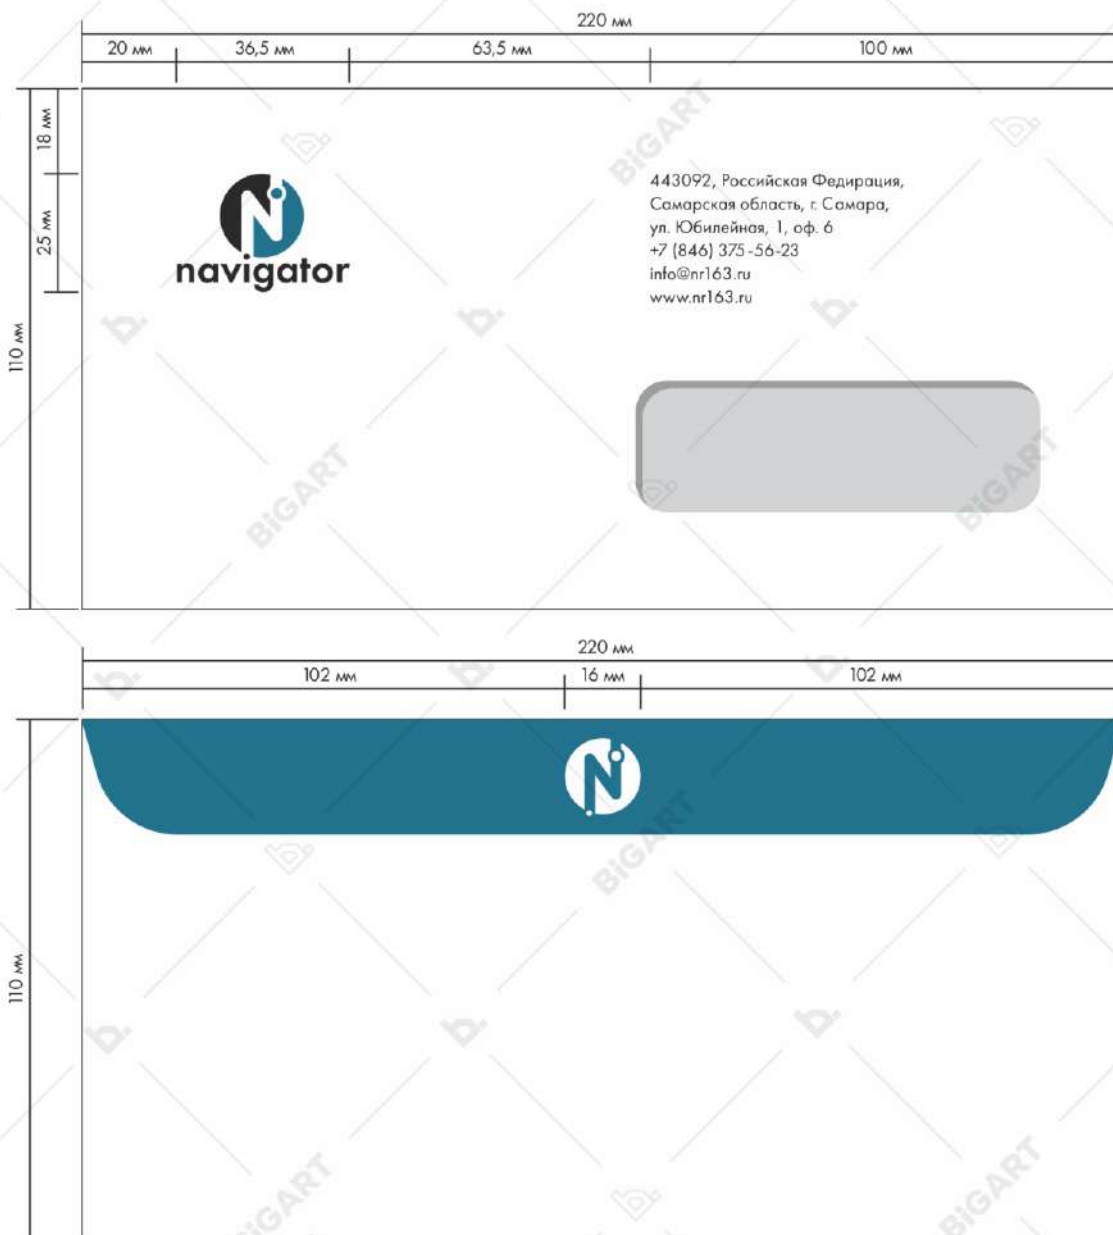 220 мм
20 мм
36,5 мм
63,5 мм
100 мм
18 мм
25 мм
110 мм
N
navigator
443092, Российская Федирация,
Самарская область, г. Самара,
ул. Юбилейная, 1, оф. 6
+7 (846) 375-56-23
info@nr163.ru
www.nr163.ru
BiGART
b.
b.
b.
BiGART
BiGART
220 мм
102 мм
16 мм
102 мм
b.
b.
b.
N
110 мм
BiGART
b.
b.
b.
BiGART
BiGART